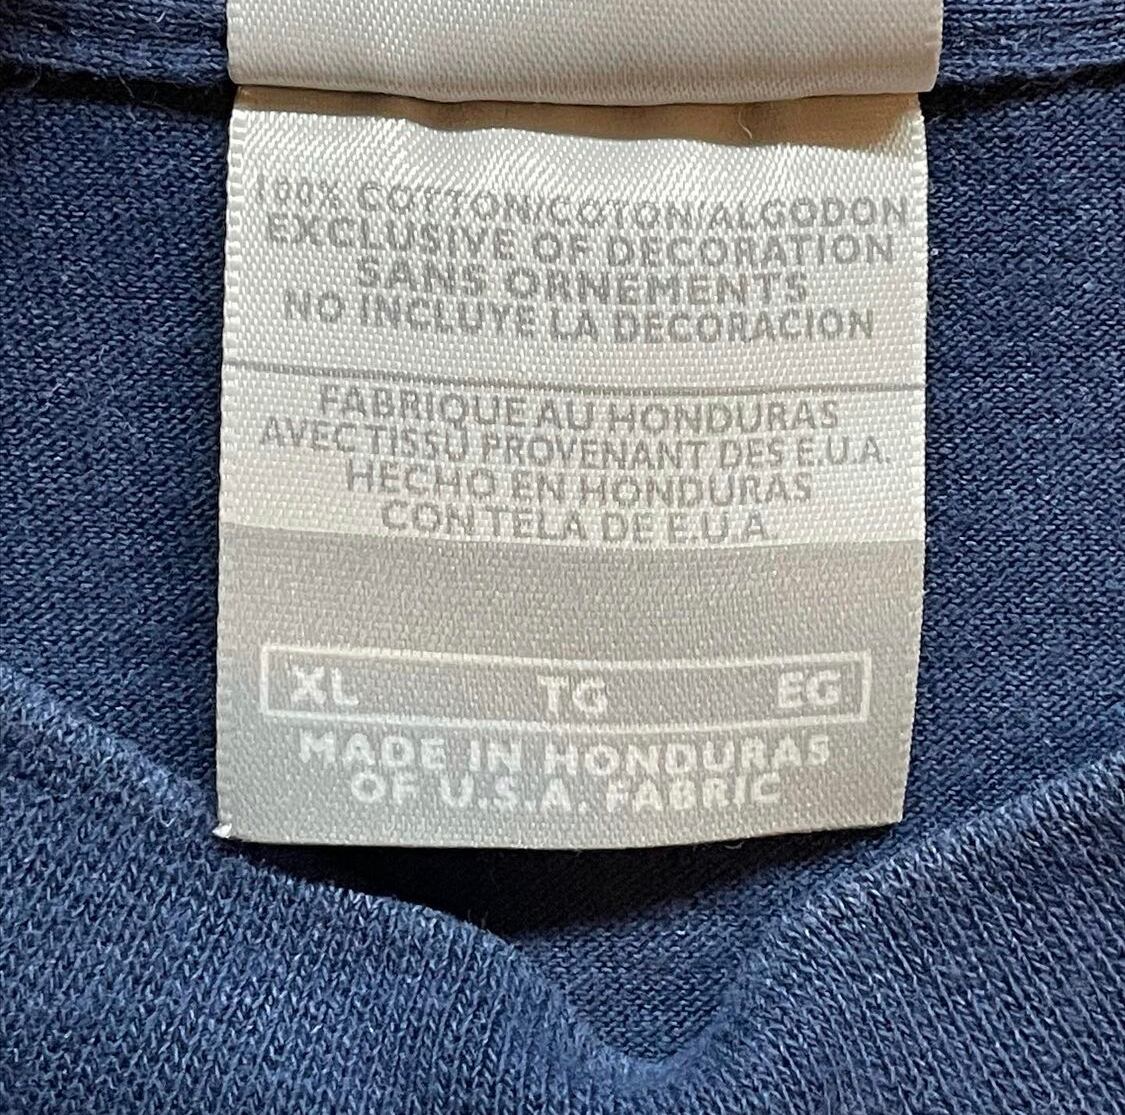 100% COTTON/COTON/ALGODON
EXCLUSIVE OF DECORATION
SANS ORNEMENTS
NO INCLUYE LA DECORACION
FABRIQUE AU HONDURAS
AVEC TISSU PROVENANT DES E.U.A.
HECHO EN HONDURAS
CON TELA DE E.U.A.
XL TG EG
MADE IN HONDURAS
OF U.S.A. FABRIC